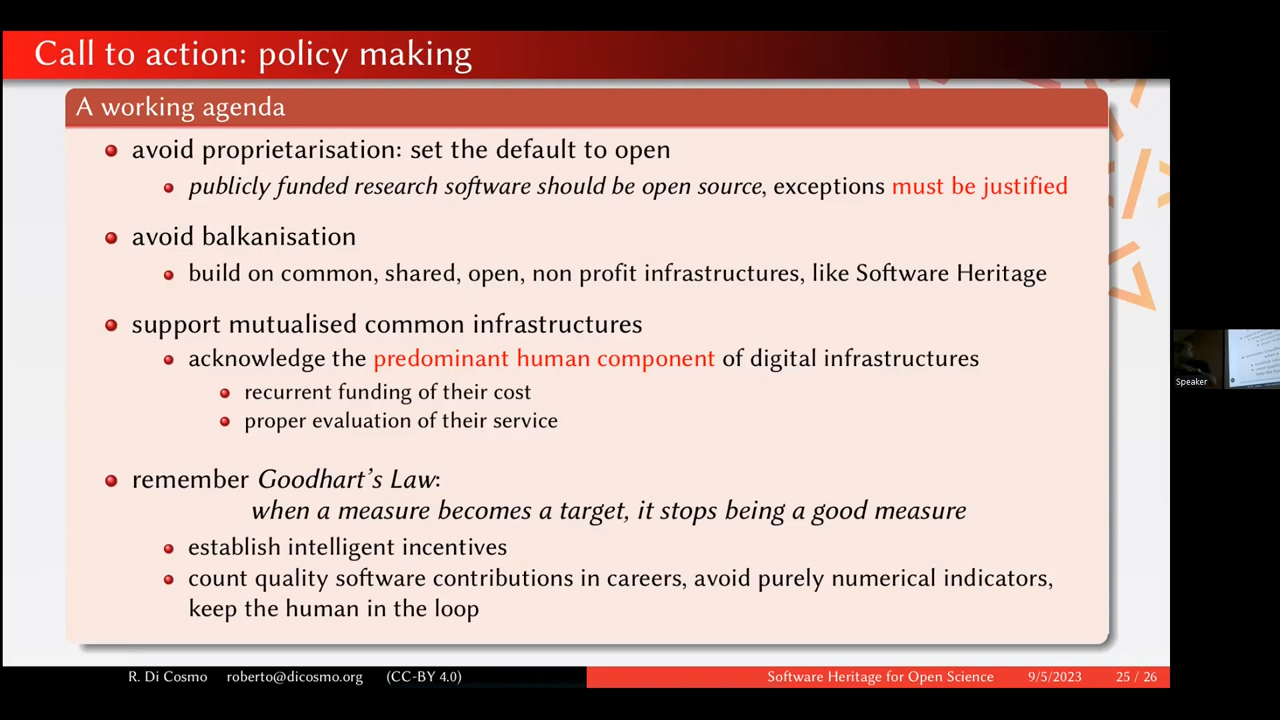 Call to action: policy making
A working agenda
avoid proprietarisation: set the default to open
publicly funded research software should be open source, exceptions must be justified
avoid balkanisation
build on common, shared, open, non profit infrastructures, like Software Heritage
support mutualised common infrastructures
acknowledge the predominant human component of digital infrastructures
recurrent funding of their cost
proper evaluation of their service
remember Goodhart's Law:
when a measure becomes a target, it stops being a good measure
establish intelligent incentives
count quality software contributions in careers, avoid purely numerical indicators,
keep the human in the loop
Speaker
R. Di Cosmo roberto@dicosmo.org (CC-BY 4.0) Software Heritage for Open Science 9/5/2023 25 / 26